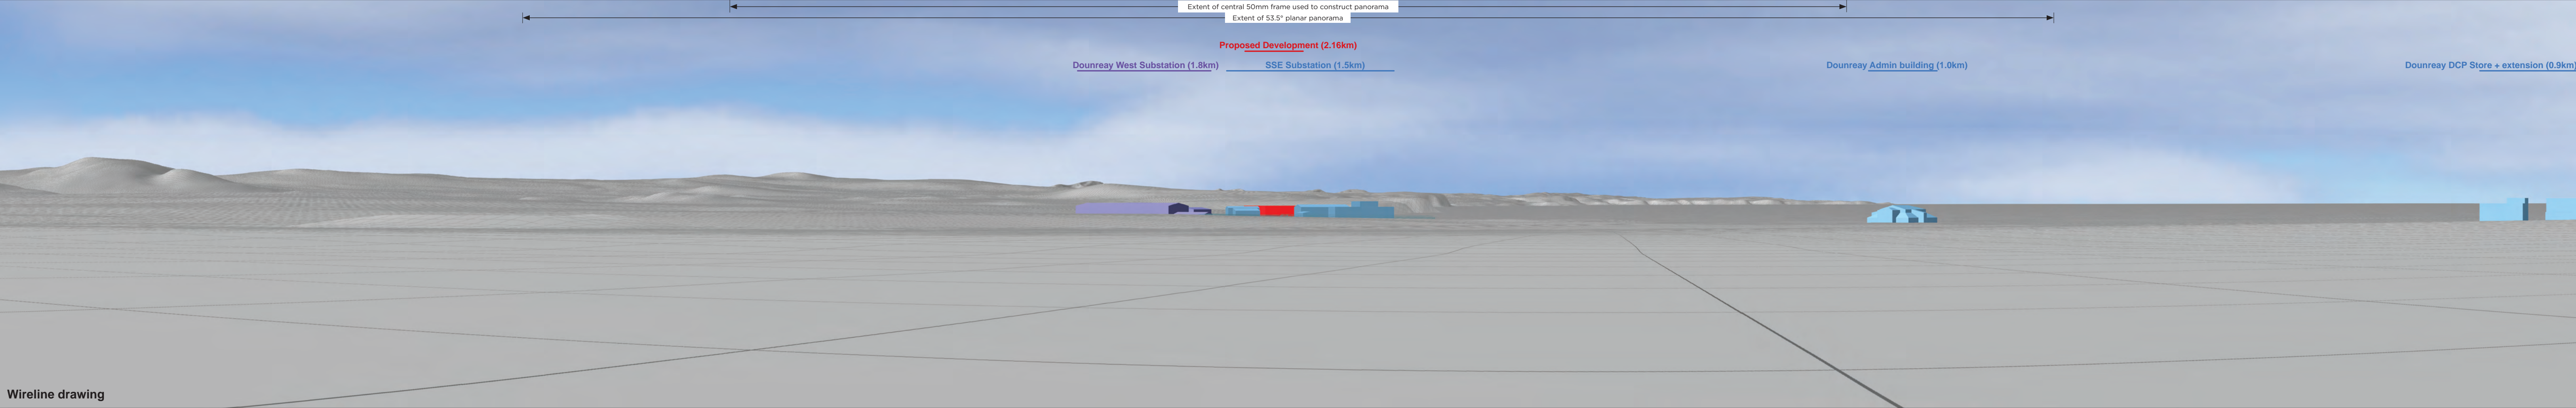 Extent of central 50mm frame used to construct panorama
Extent of 53.5° planar panorama
Proposed Development (2.16km)
Dounreay West Substation (1.8km)
SSE Substation (1.5km)
Dounreay Admin building (1.0km)
Dounreay DCP Store + extension (0.9km)
Wireline drawing